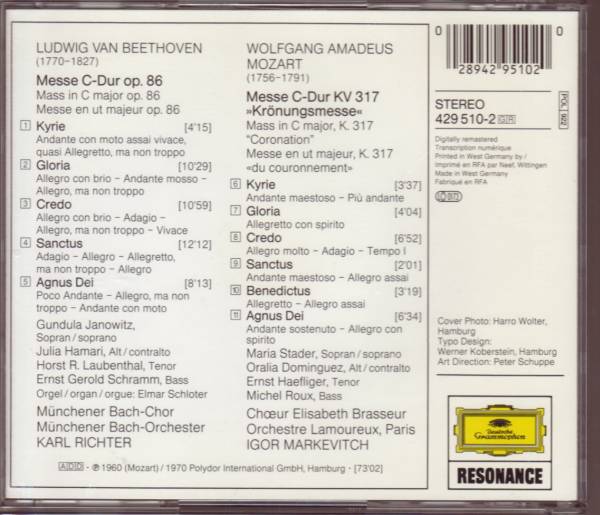 LUDWIG VAN BEETHOVEN
(1770-1827)
Messe C-Dur op. 86
Mass in C major op. 86
Messe en ut majeur op. 86
1 Kyrie [4'15]
Andante con moto assai vivace,
quasi Allegretto, ma non troppo
2 Gloria [10'29]
Allegro con brio – Andante mosso –
Allegro, ma non troppo
3 Credo [10'59]
Allegro con brio – Adagio –
Allegro, ma non troppo – Vivace
4 Sanctus [12'12]
Adagio – Allegro – Allegretto,
ma non troppo – Allegro
5 Agnus Dei [8'13]
Poco Andante – Allegro, ma non
troppo – Andante con moto
Gundula Janowitz,
Sopran / soprano
Julia Hamari, Alt / contralto
Horst R. Laubenthal, Tenor
Ernst Gerold Schramm, Bass
Orgel / organ / orgue: Elmar Schloter
Münchener Bach-Chor
Münchener Bach-Orchester
KARL RICHTER
WOLFGANG AMADEUS
MOZART
(1756-1791)
Messe C-Dur KV 317
»Krönungsmesse«
Mass in C major, K. 317
"Coronation"
Messe en ut majeur, K. 317
«du couronnement»
6 Kyrie [3'37]
Andante maestoso – Più andante
7 Gloria [4'04]
Allegretto con spirito
8 Credo [6'52]
Allegro molto – Adagio – Tempo I
9 Sanctus [2'01]
Andante maestoso – Allegro assai
10 Benedictus [3'19]
Allegretto – Allegro assai
11 Agnus Dei [6'34]
Andante sostenuto – Allegro con
spirito
Maria Stader, Sopran / soprano
Oralia Dominguez, Alt / contralto
Ernst Haefliger, Tenor
Michel Roux, Bass
Chœur Elisabeth Brasseur
Orchestre Lamoureux, Paris
IGOR MARKEVITCH
ADD - ℗ 1960 (Mozart) / 1970 Polydor International GmbH, Hamburg - [73'02]
0 0
28942 95102
STEREO
429 510-2 GR
Digitally remastered
Transcription numérique
Printed in West Germany by /
Imprimé en RFA par Neef, Wittingen
Made in West Germany
Fabriqué en RFA
Cover Photo: Harro Wolter,
Hamburg
Typo Design:
Werner Koberstein, Hamburg
Art Direction: Peter Schuppe
Deutsche
Grammophon
RESONANCE